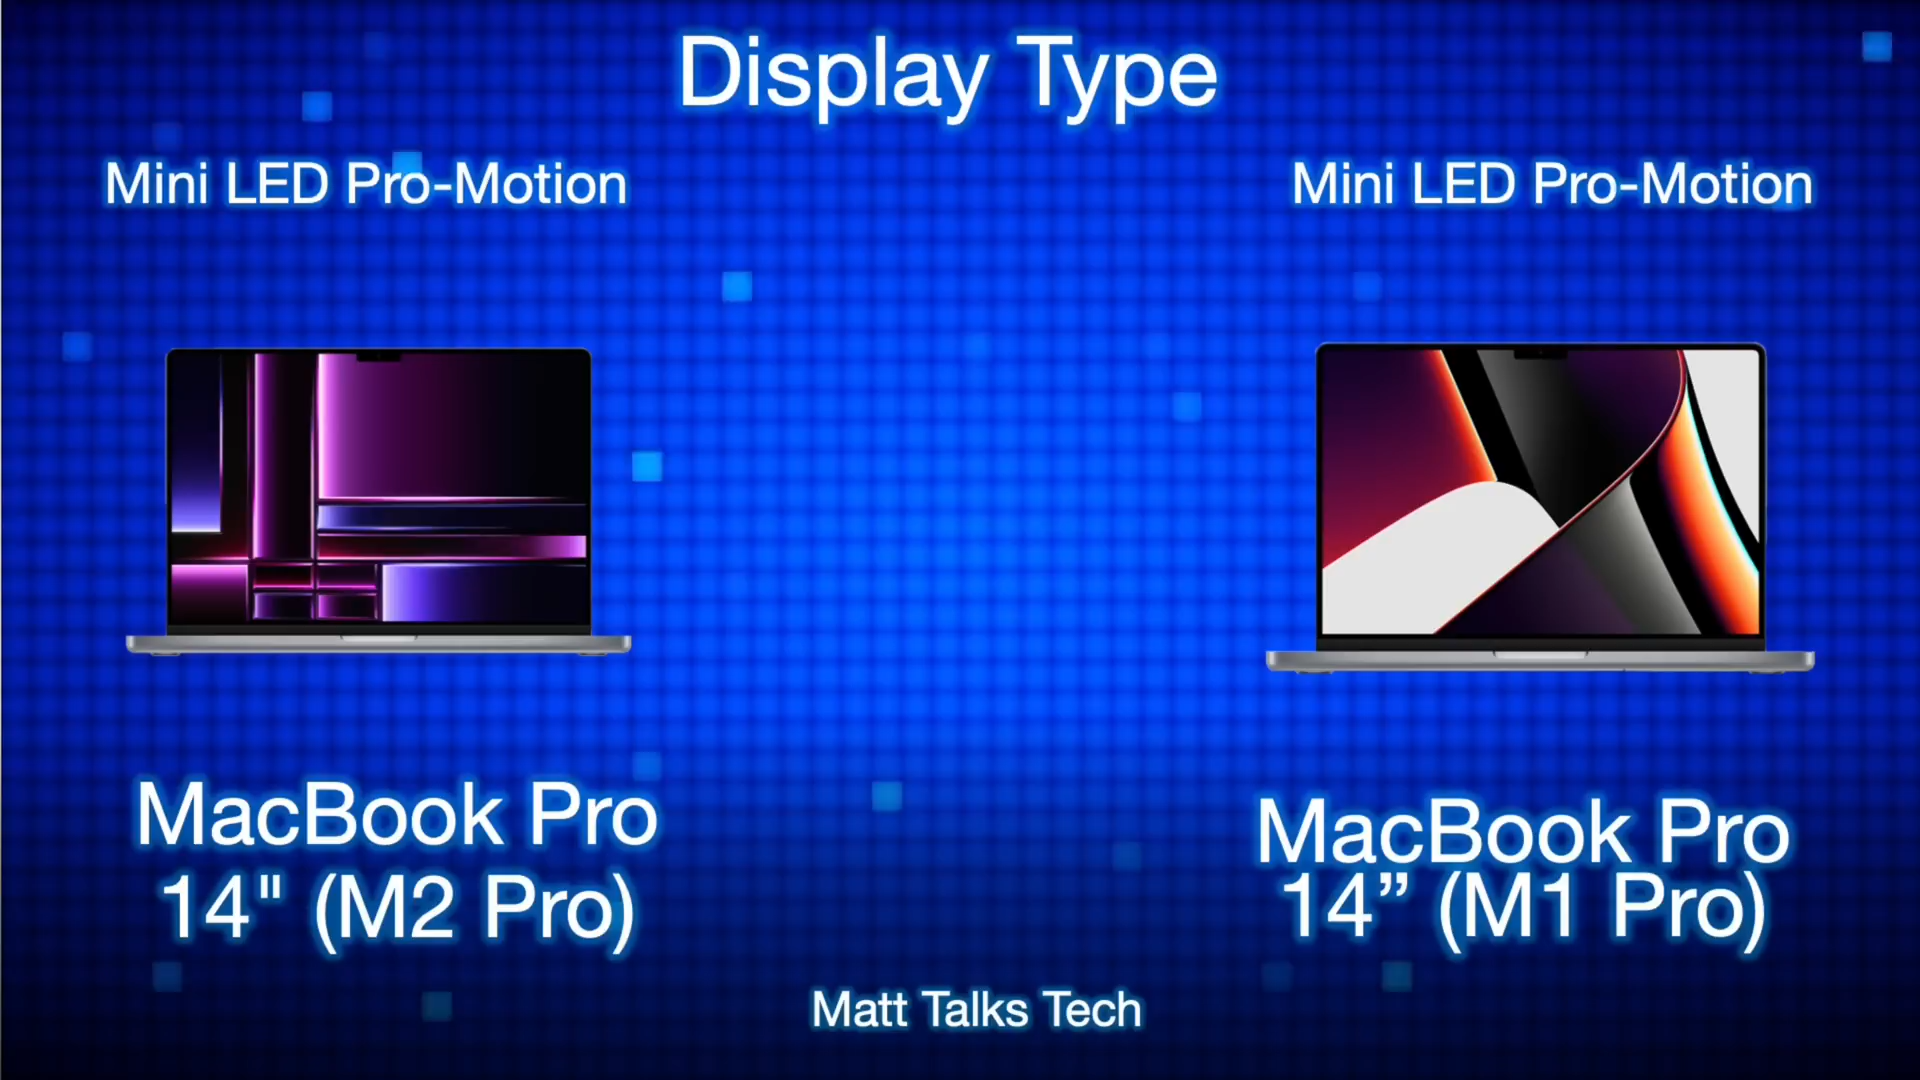 Display Type
Mini LED Pro-Motion
Mini LED Pro-Motion
MacBook Pro
14" (M2 Pro)
MacBook Pro
14” (M1 Pro)
Matt Talks Tech